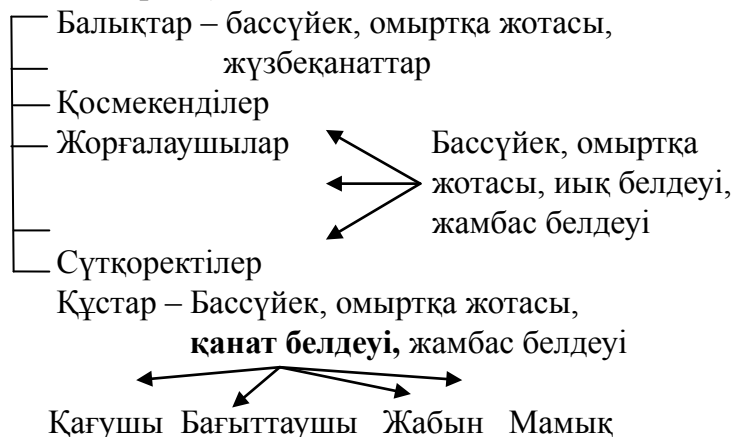 Балықтар – бассүйек, омыртқа жотасы,
жүзбеқанаттар
Қосмекенділер
Жорғалаушылар
Бассүйек, омыртқа
жотасы, иық белдеуі,
жамбас белдеуі
Сүтқоректілер
Құстар – Бассүйек, омыртқа жотасы,
қанат белдеуі, жамбас белдеуі
Қағушы Бағыттаушы Жабын Мамық